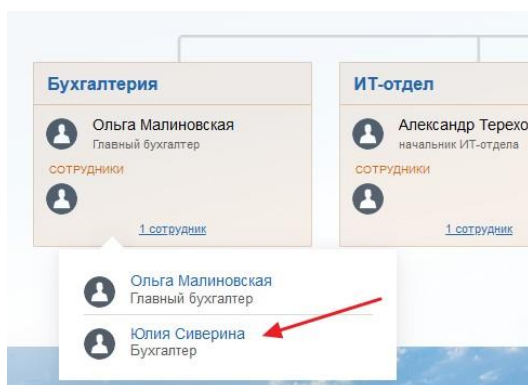 Бухгалтерия
Ольга Малиновская
Главный бухгалтер
СОТРУДНИКИ
1 сотрудник
Ольга Малиновская
Главный бухгалтер
Юлия Сиверина
Бухгалтер
ИТ-отдел
Александр Терехо
начальник ИТ-отдела
СОТРУДНИКИ
1 сотрудник